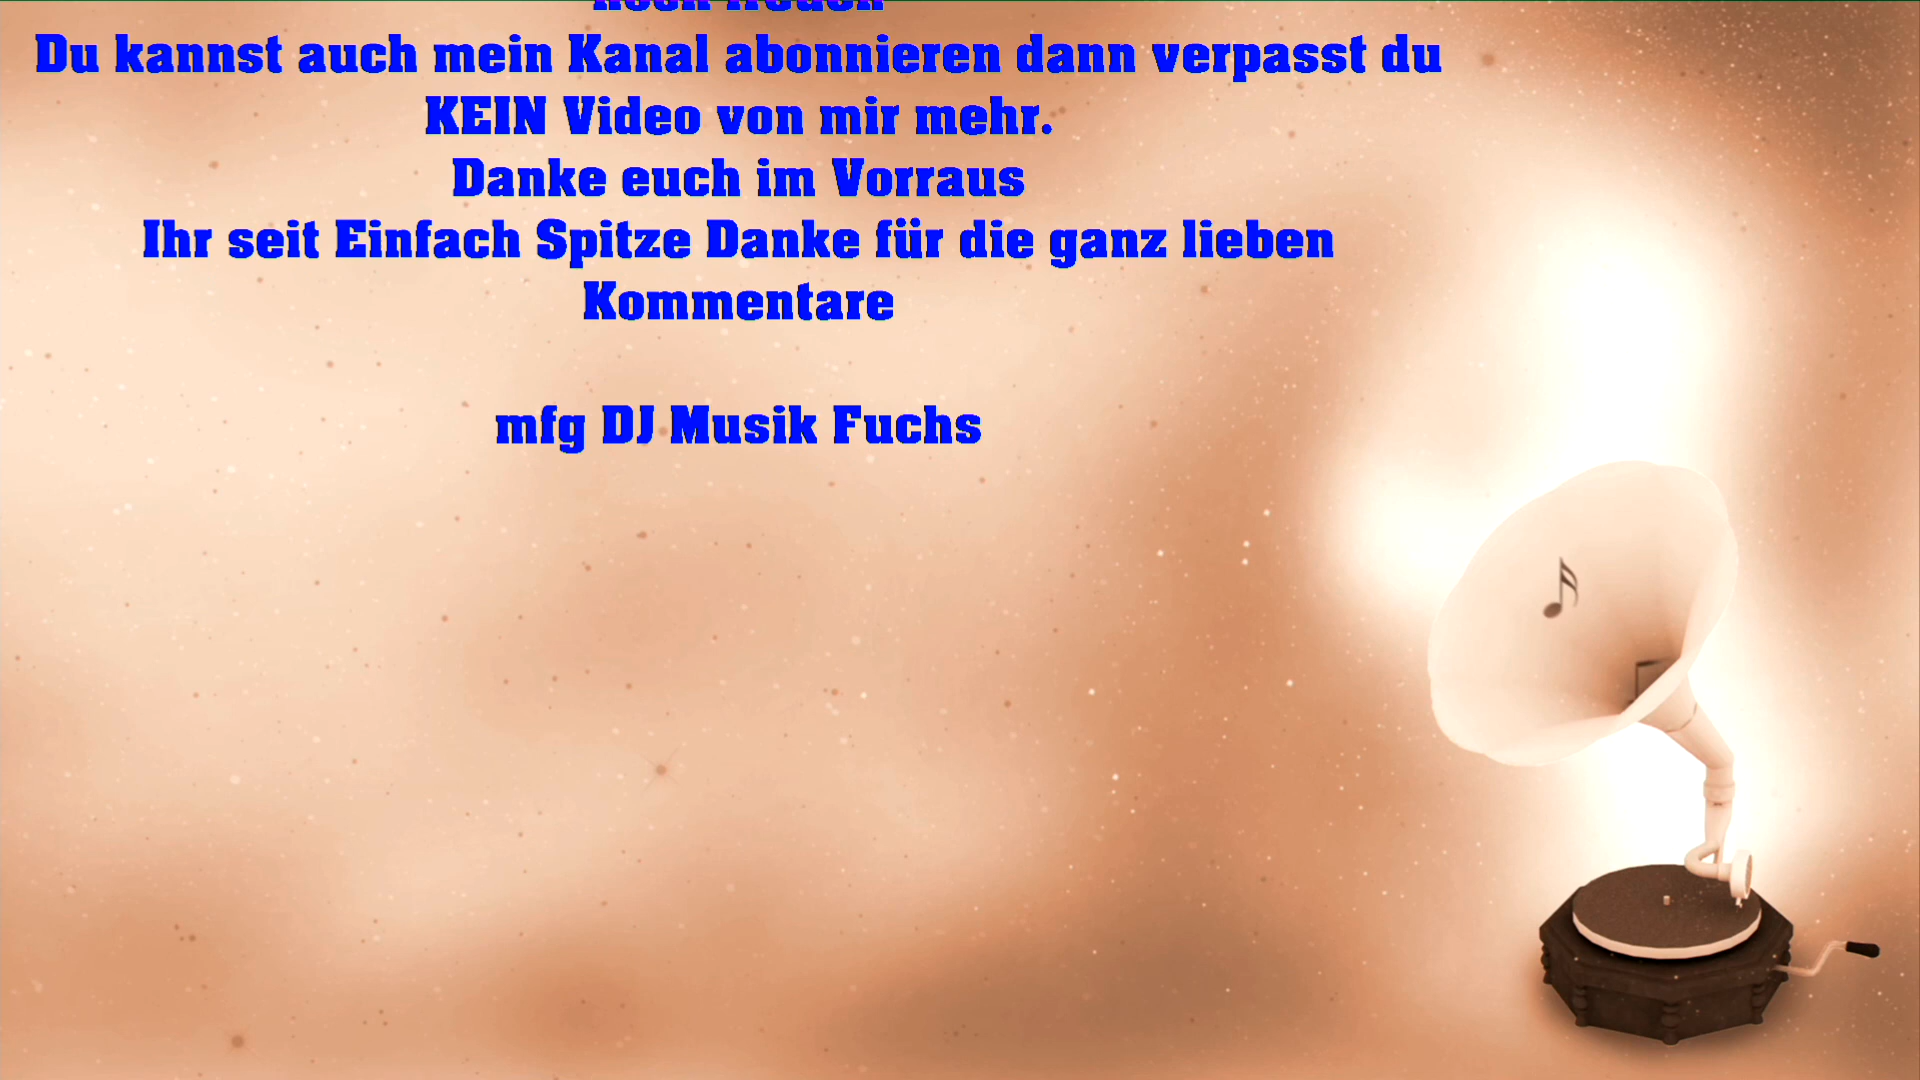 Du kannst auch mein Kanal abonnieren dann verpasst du
KEIN Video von mir mehr.
Danke euch im Vorraus
Ihr seit Einfach Spitze Danke für die ganz lieben
Kommentare
mfg DJ Musik Fuchs